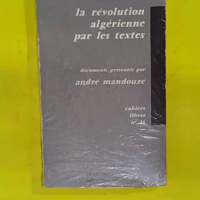 la révolution
algérienne
par les textes
documents présentés par
andré mandouze
cahiers
libres